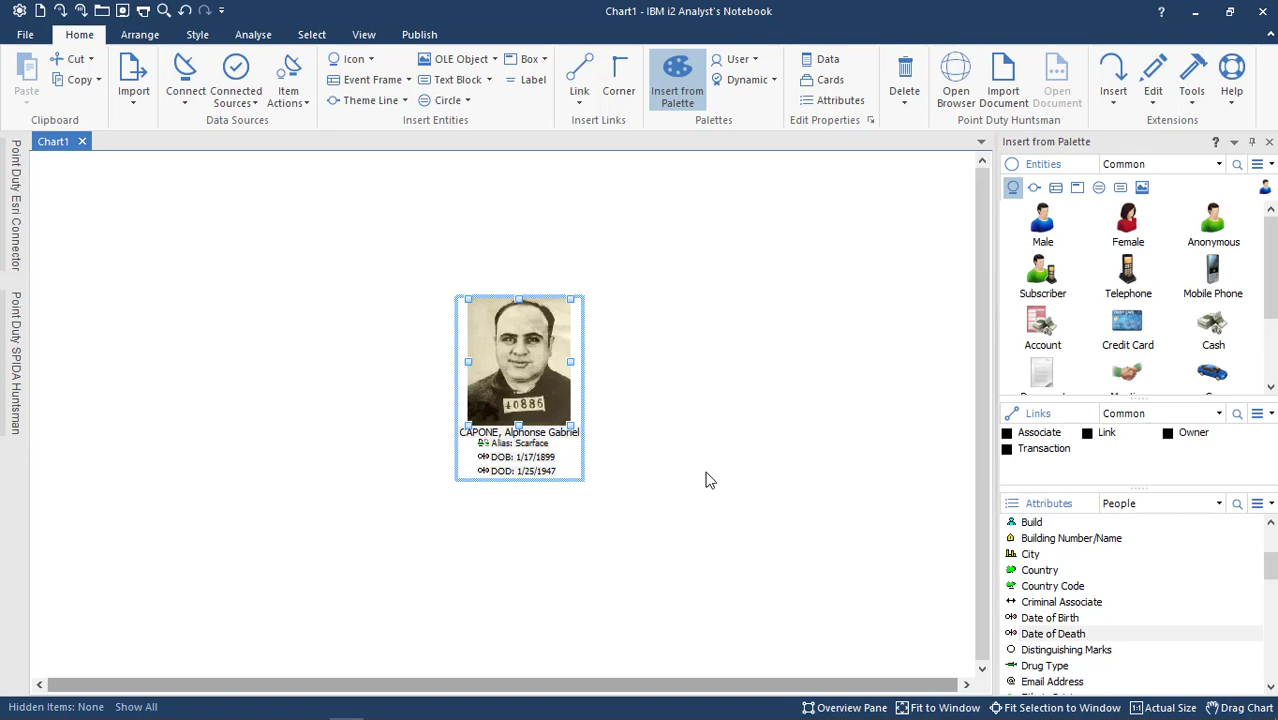 Chart1 - IBM i2 Analyst's Notebook
File Home Arrange Style Analyse Select View Publish
Paste
Cut
Copy
Import
Connect
Connected Sources
Item Actions
Icon
Event Frame
Theme Line
OLE Object
Text Block
Circle
Box
Label
Link
Corner
Insert from Palette
User
Dynamic
Data
Cards
Attributes
Delete
Open Browser
Import Document
Open Document
Insert
Edit
Tools
Help
Clipboard Data Sources Insert Entities Insert Links Palettes Edit Properties Point Duty Huntsman Extensions
Chart1
Point Duty Esri Connector
Point Duty SPIDA Huntsman
40886
CAPONE, Alphonse Gabriel
Alias: Scarface
DOB: 1/17/1899
DOD: 1/25/1947
Insert from Palette
Entities Common
Male Female Anonymous
Subscriber Telephone Mobile Phone
Account Credit Card Cash
Links Common
Associate Link Owner
Transaction
Attributes People
Build
Building Number/Name
City
Country
Country Code
Criminal Associate
Date of Birth
Date of Death
Distinguishing Marks
Drug Type
Email Address
Hidden Items: None Show All Overview Pane Fit to Window Fit Selection to Window Actual Size Drag Chart